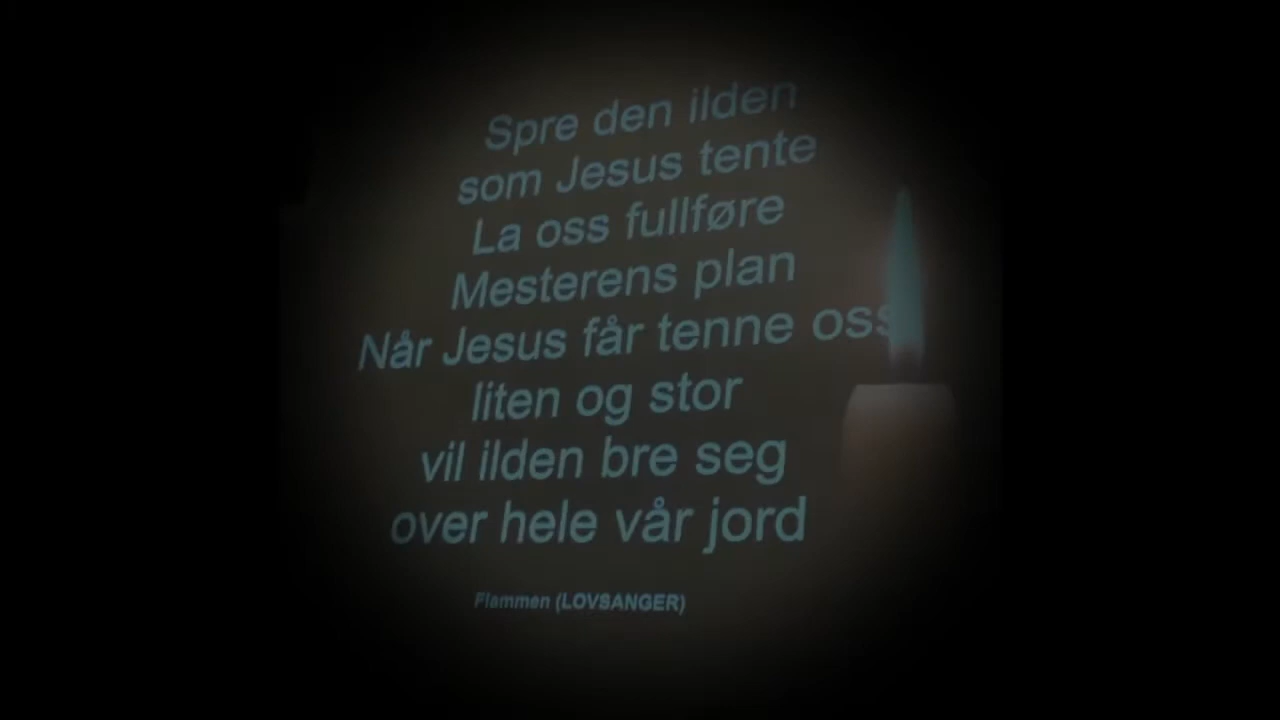 Spre den ilden
som Jesus tente
La oss fullføre
Mesterens plan
Når Jesus får tenne oss
liten og stor
vil ilden bre seg
over hele vår jord
Flammen (LOVSANGER)